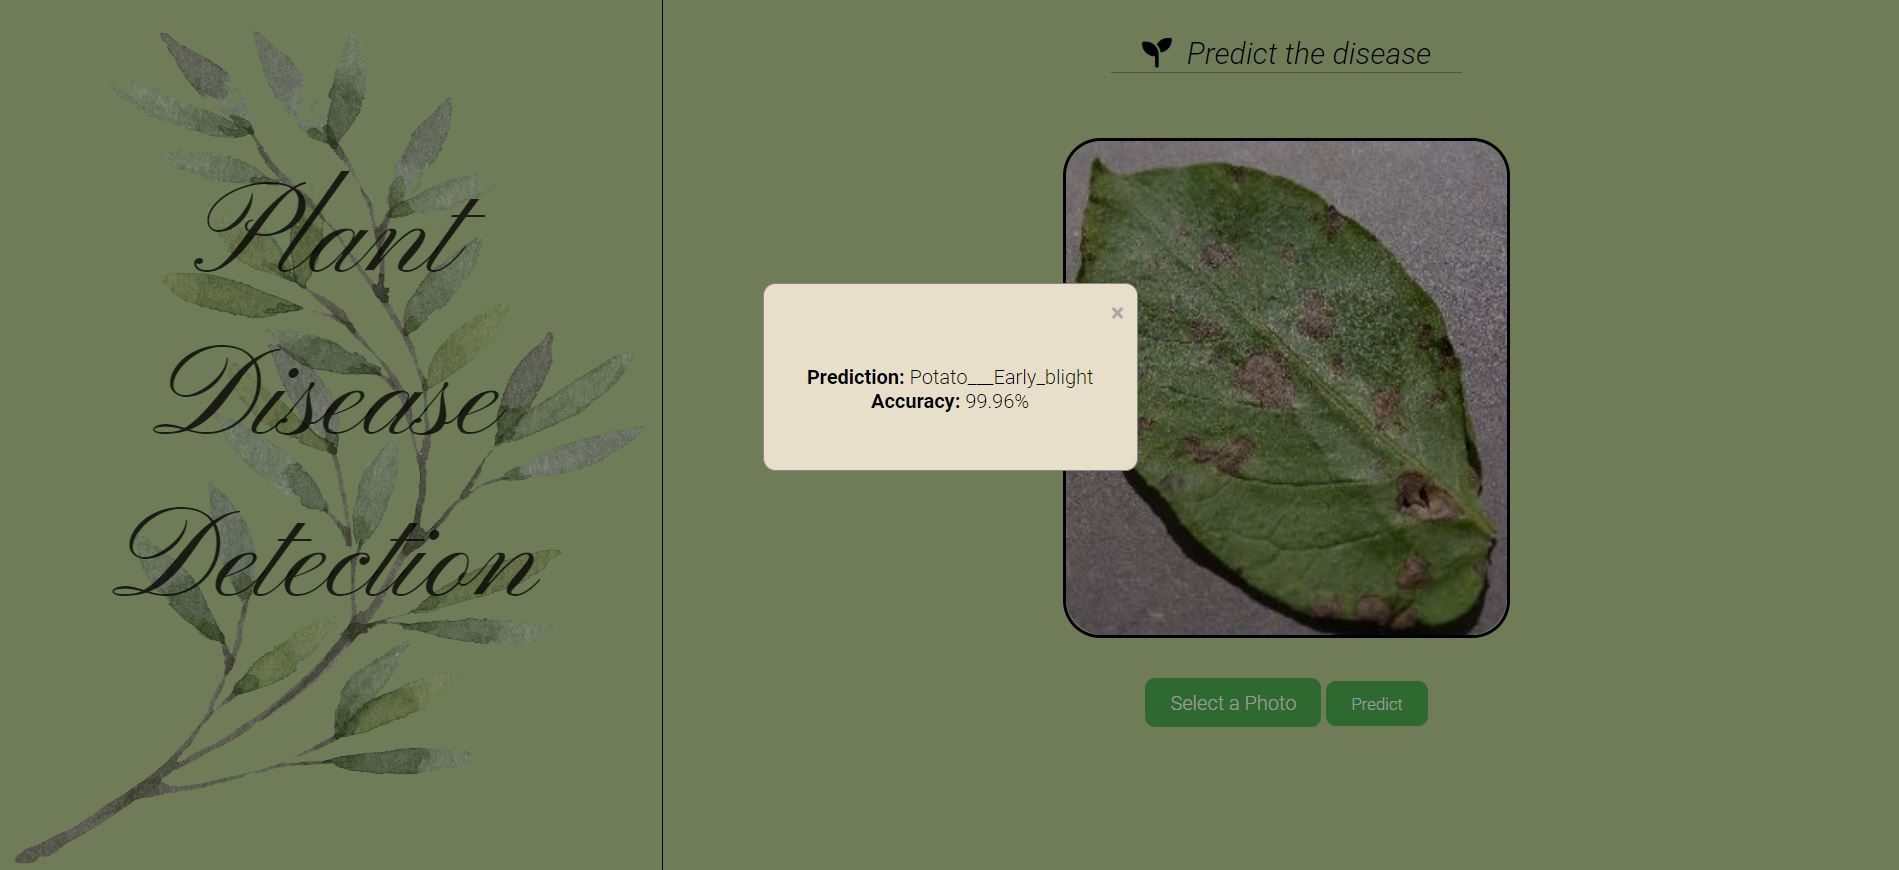 Plant
Disease
Detection
Predict the disease
×
Prediction: Potato___Early_blight
Accuracy: 99.96%
Select a Photo
Predict